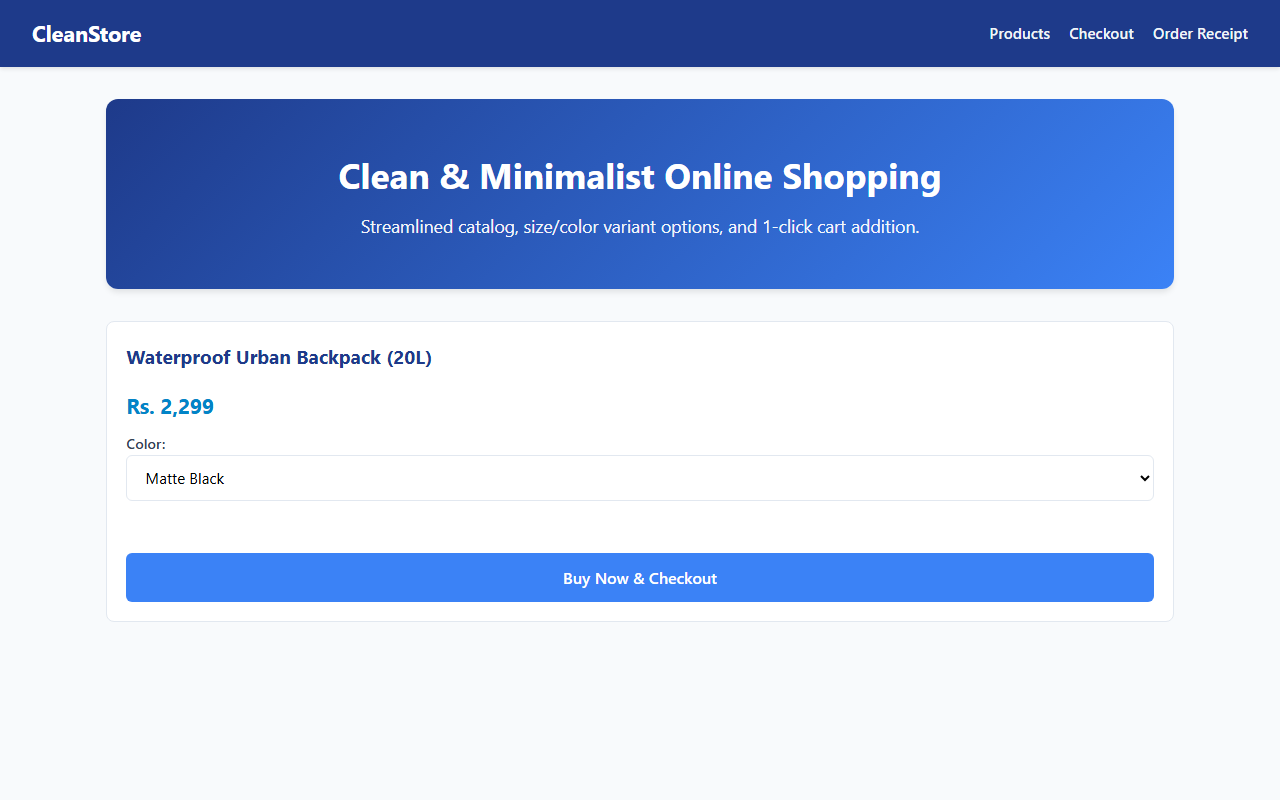 CleanStore
Products Checkout Order Receipt
Clean & Minimalist Online Shopping
Streamlined catalog, size/color variant options, and 1-click cart addition.
Waterproof Urban Backpack (20L)
Rs. 2,299
Color:
Matte Black
Buy Now & Checkout